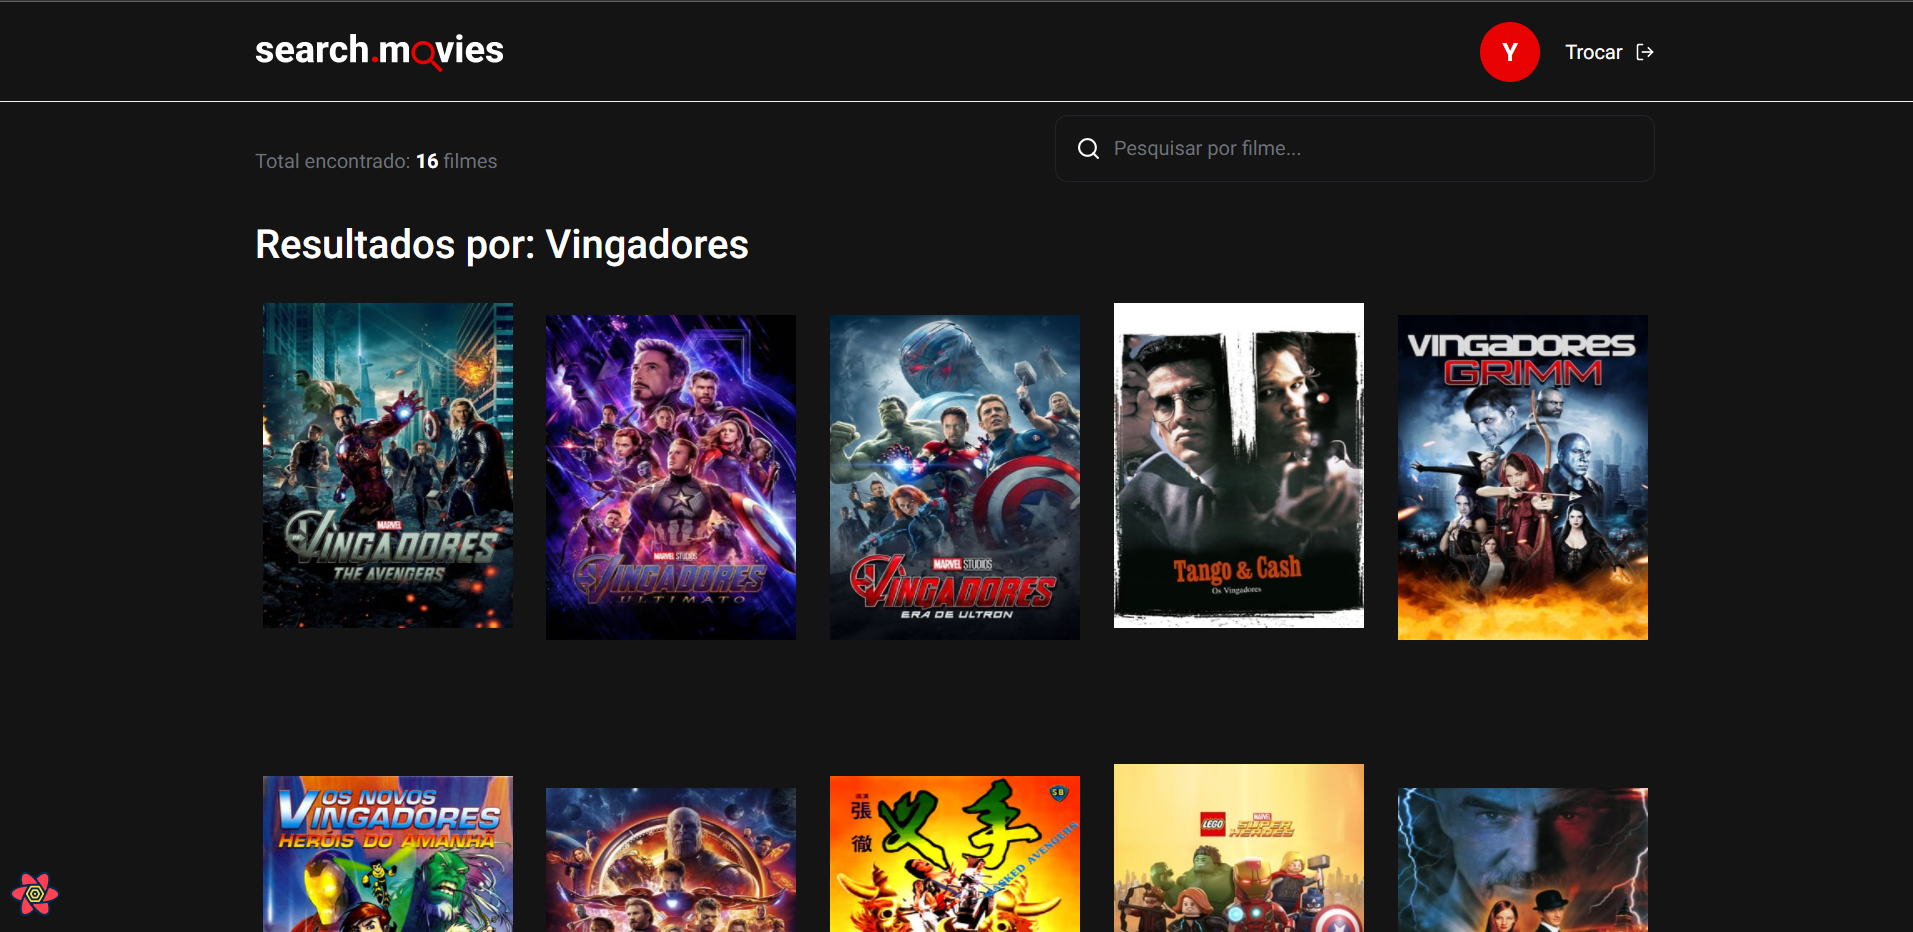 search.movies
Y
Trocar
Total encontrado: 16 filmes
Pesquisar por filme...
Resultados por: Vingadores
MARVEL
VINGADORES
THE AVENGERS
MARVEL STUDIOS
VINGADORES
ULTIMATO
MARVEL STUDIOS
VINGADORES
ERA DE ULTRON
Tango & Cash
Os Vingadores
VINGADORES
GRIMM
OS NOVOS
VINGADORES
HERÓIS DO AMANHÃ
張
徹
SB
MASKED AVENGERS
LEGO
MARVEL
SUPER HEROES